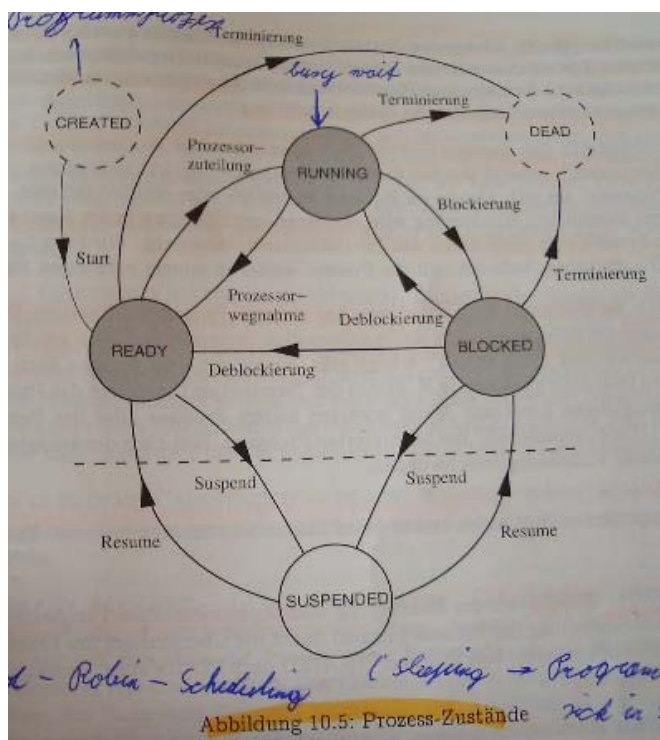 Programmprozess
Terminierung
busy wait
CREATED
Terminierung
DEAD
Prozessor-
zuteilung
RUNNING
Blockierung
Start
Prozessor-
wegnahme
Terminierung
Deblockierung
READY
BLOCKED
Deblockierung
Suspend
Suspend
Resume
Resume
SUSPENDED
d - Robin - Scheduling
(Sleeping → Program
Abbildung 10.5: Prozess-Zustände